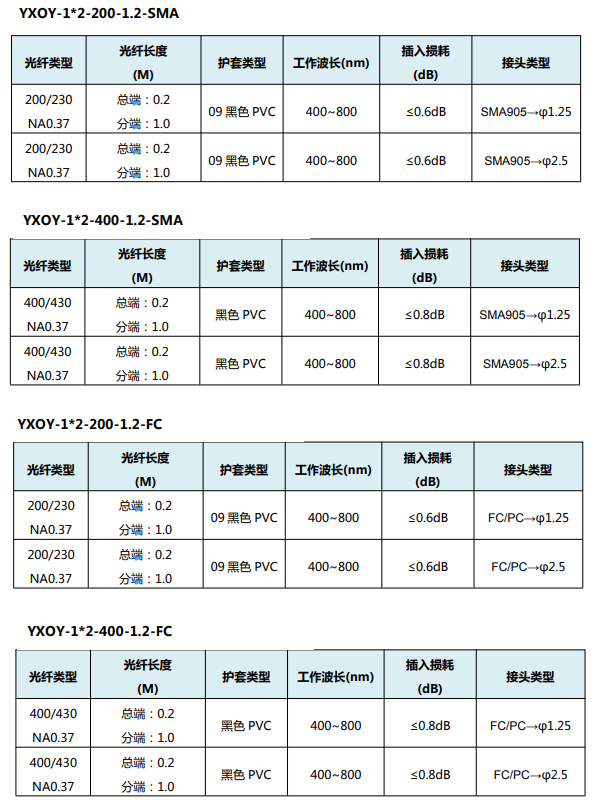 YXOY-1*2-200-1.2-SMA
光纤类型 光纤长度 (M) 护套类型 工作波长(nm) 插入损耗 (dB) 接头类型
200/230 NA0.37 总端：0.2 分端：1.0 09 黑色 PVC 400~800 ≤0.6dB SMA905→φ1.25
200/230 NA0.37 总端：0.2 分端：1.0 09 黑色 PVC 400~800 ≤0.6dB SMA905→φ2.5
YXOY-1*2-400-1.2-SMA
光纤类型 光纤长度 (M) 护套类型 工作波长(nm) 插入损耗 (dB) 接头类型
400/430 NA0.37 总端：0.2 分端：1.0 黑色 PVC 400~800 ≤0.8dB SMA905→φ1.25
400/430 NA0.37 总端：0.2 分端：1.0 黑色 PVC 400~800 ≤0.8dB SMA905→φ2.5
YXOY-1*2-200-1.2-FC
光纤类型 光纤长度 (M) 护套类型 工作波长(nm) 插入损耗 (dB) 接头类型
200/230 NA0.37 总端：0.2 分端：1.0 09 黑色 PVC 400~800 ≤0.6dB FC/PC→φ1.25
200/230 NA0.37 总端：0.2 分端：1.0 09 黑色 PVC 400~800 ≤0.6dB FC/PC→φ2.5
YXOY-1*2-400-1.2-FC
光纤类型 光纤长度 (M) 护套类型 工作波长(nm) 插入损耗 (dB) 接头类型
400/430 NA0.37 总端：0.2 分端：1.0 黑色 PVC 400~800 ≤0.8dB FC/PC→φ1.25
400/430 NA0.37 总端：0.2 分端：1.0 黑色 PVC 400~800 ≤0.8dB FC/PC→φ2.5